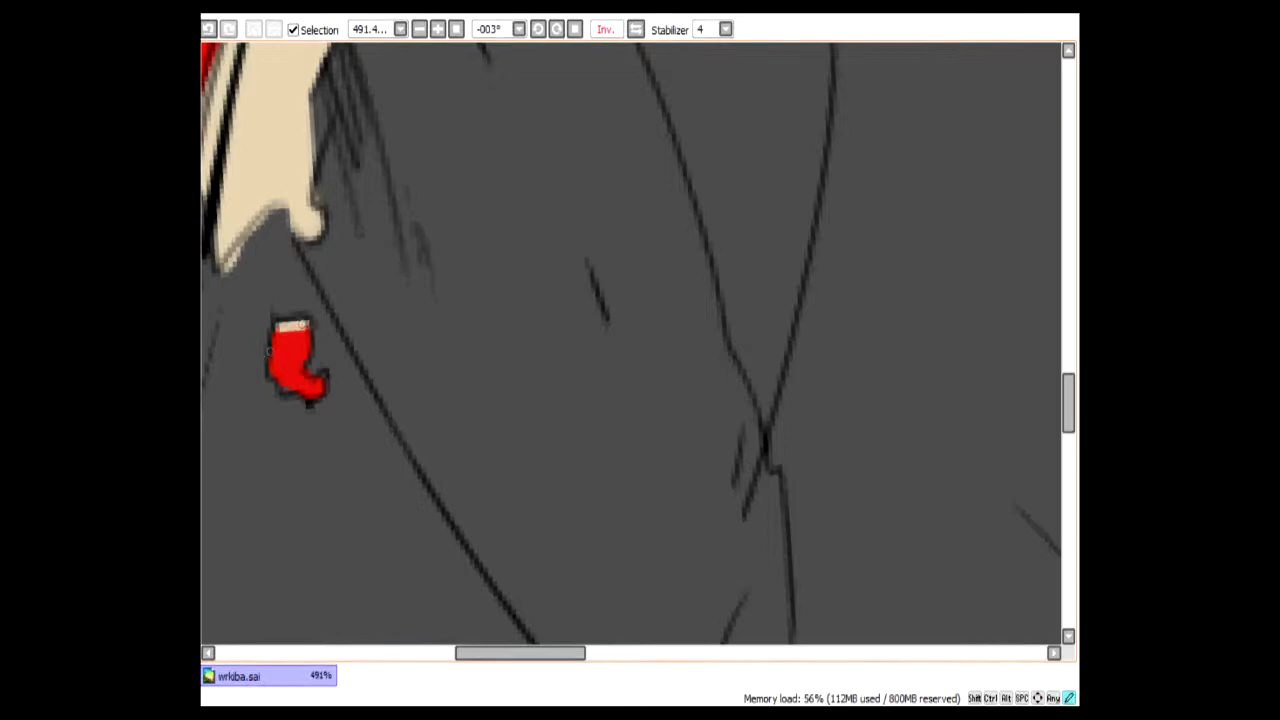 Selection 491.4... -003° Inv. Stabilizer 4
wrkiba.sai 491%
Memory load: 56% (112MB used / 800MB reserved) Shift Ctrl Alt SPC Any